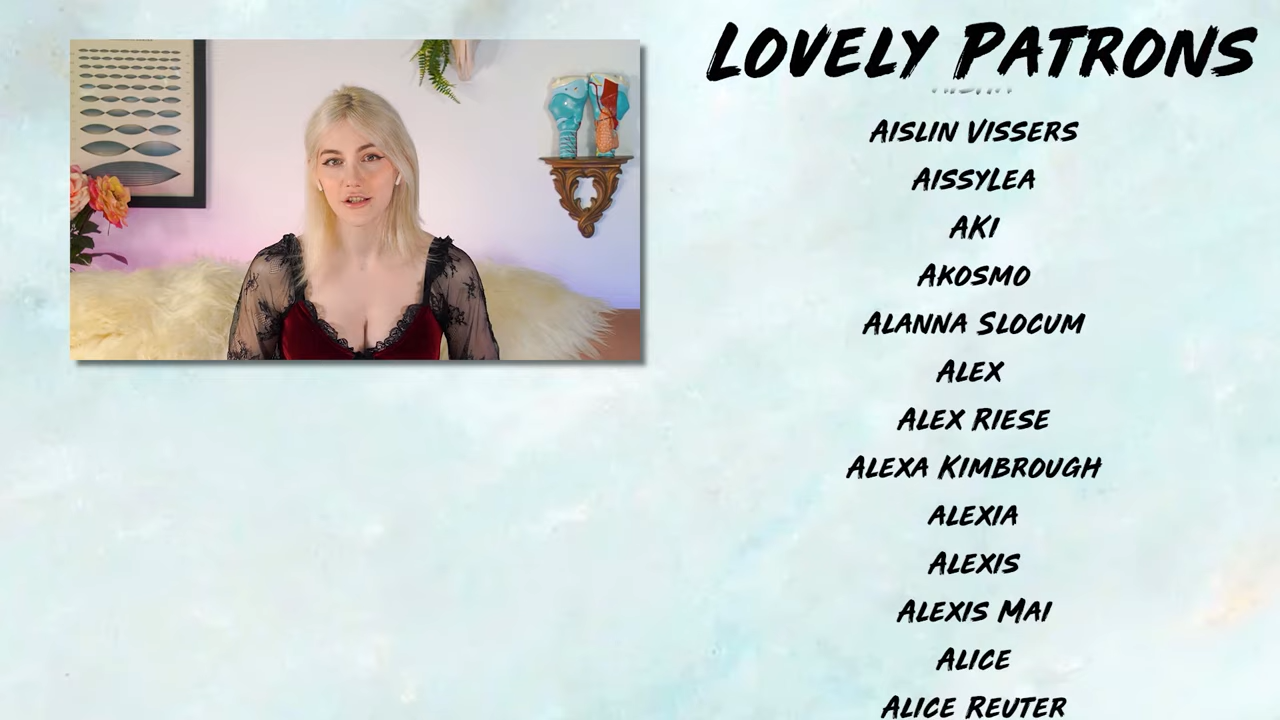 LOVELY PATRONS
AISLIN VISSERS
AISSYLEA
AKI
AKOSMO
ALANNA SLOCUM
ALEX
ALEX RIESE
ALEXA KIMBROUGH
ALEXIA
ALEXIS
ALEXIS MAI
ALICE
ALICE REUTER